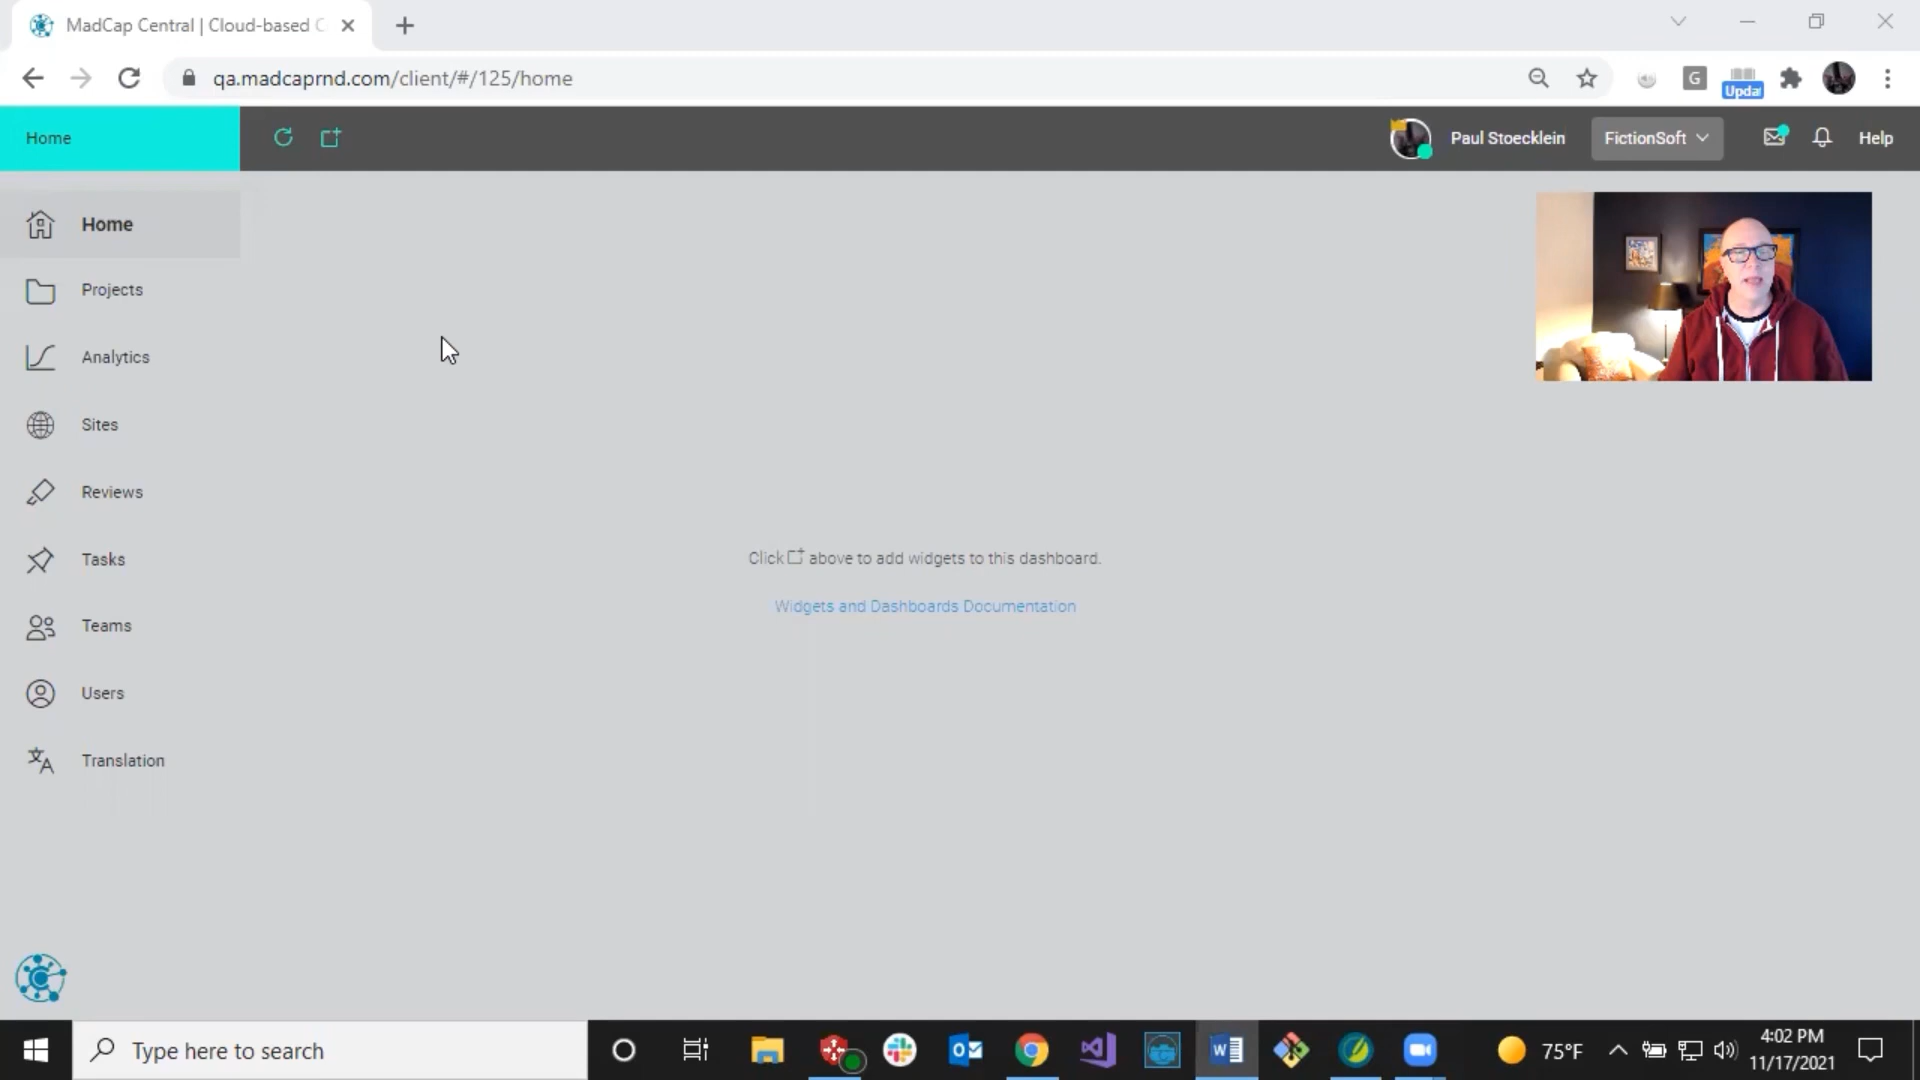 MadCap Central | Cloud-based C
qa.madcaprnd.com/client/#/125/home
G
Updat
Home
Paul Stoecklein
FictionSoft
Help
Home
Projects
Analytics
Sites
Reviews
Tasks
Teams
Users
Translation
Click above to add widgets to this dashboard.
Widgets and Dashboards Documentation
Type here to search
75°F
4:02 PM
11/17/2021